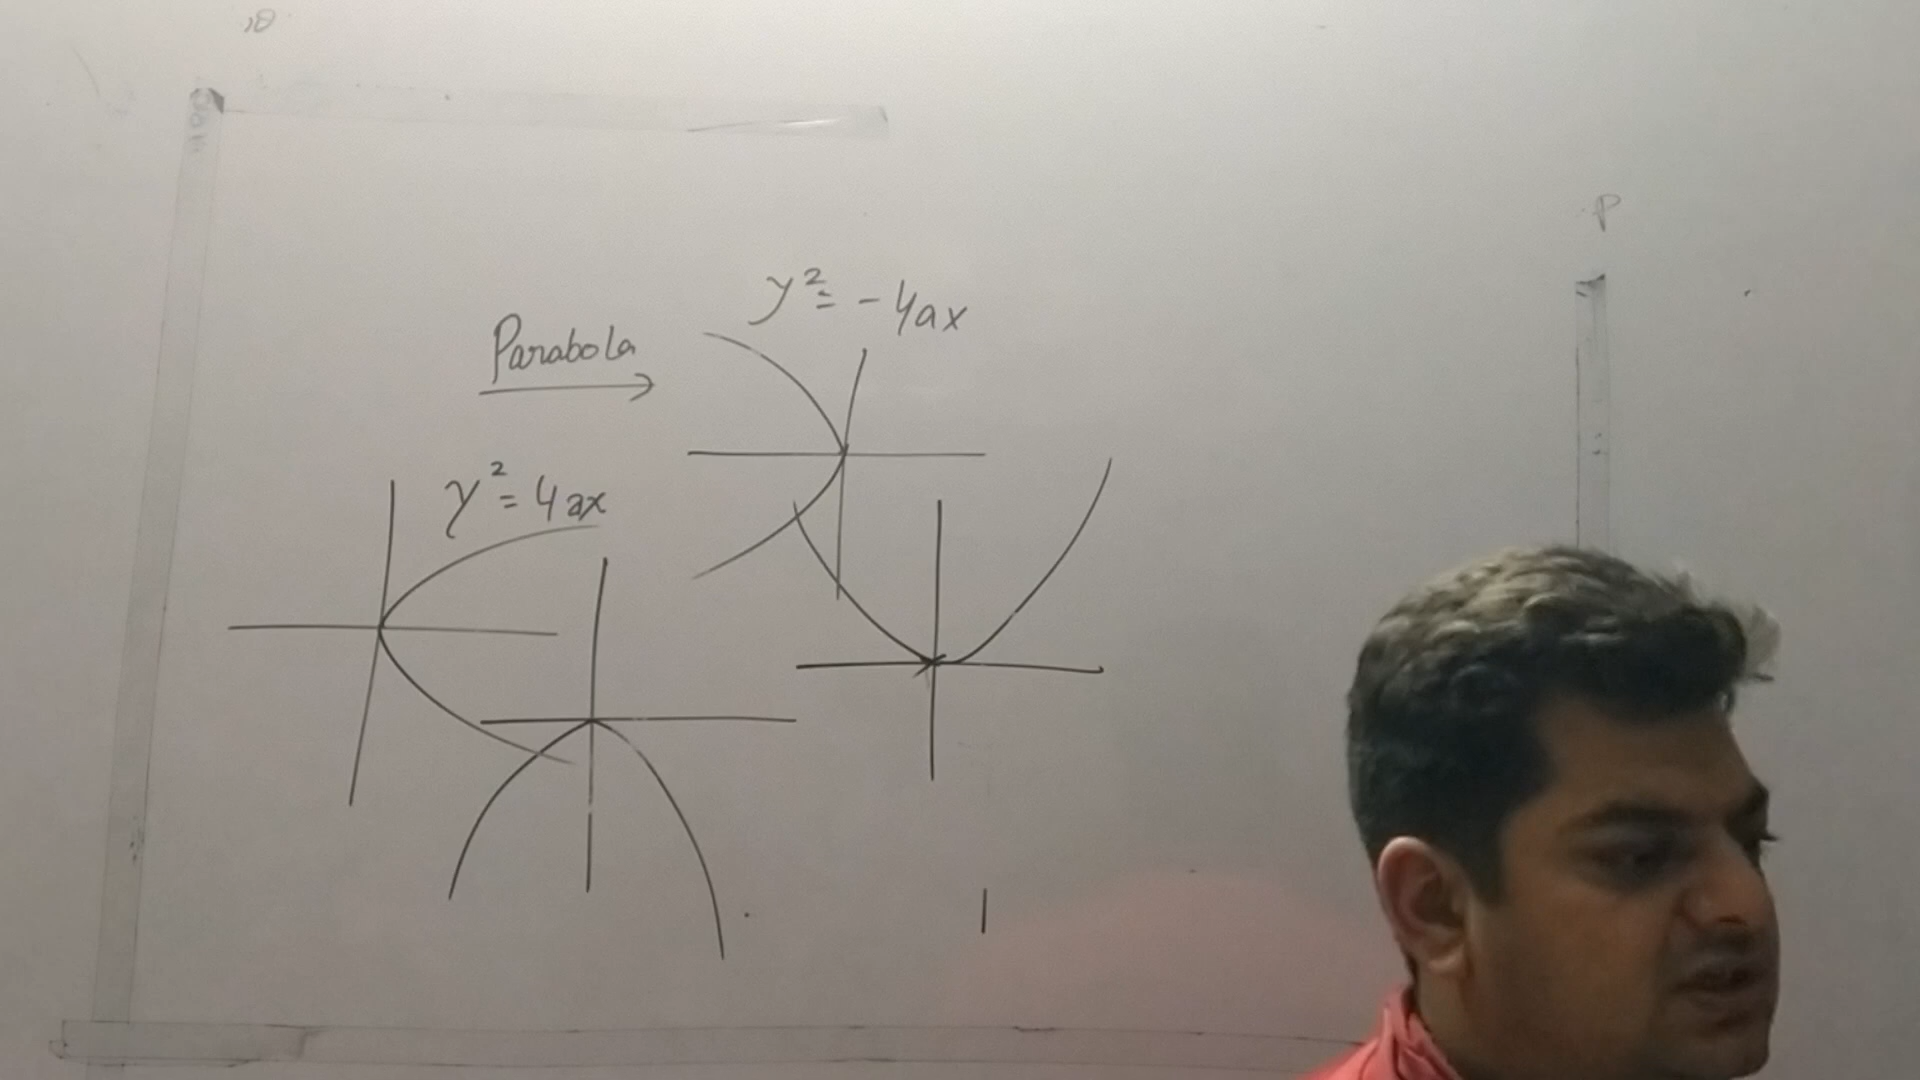 y² = -4ax
Parabola
y² = 4ax
P